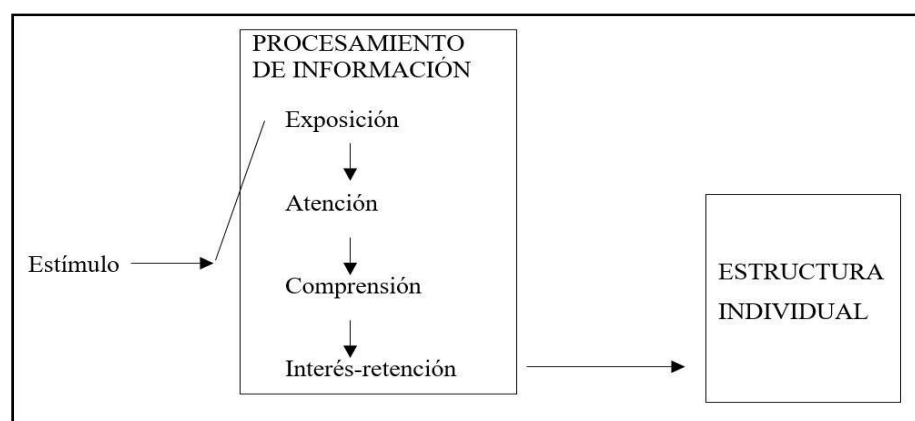 PROCESAMIENTO
DE INFORMACIÓN
Exposición
Atención
Estímulo
Comprensión
Interés-retención
ESTRUCTURA
INDIVIDUAL